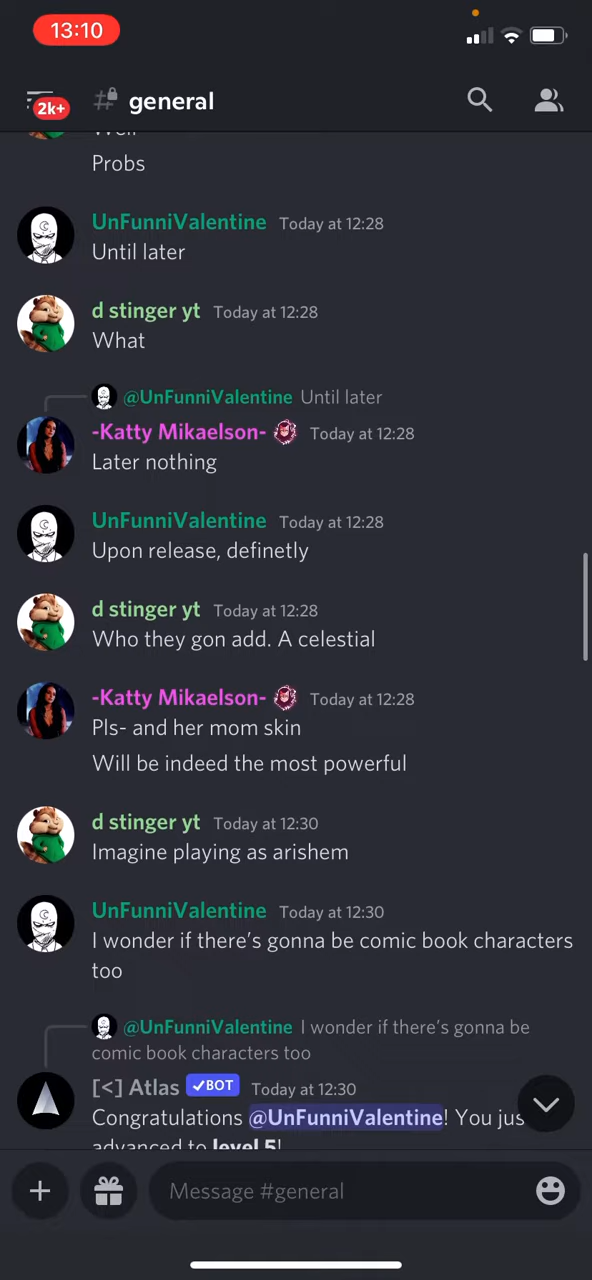 13:10
2k+
general
Well
Probs
UnFunniValentine Today at 12:28
Until later
d stinger yt Today at 12:28
What
@UnFunniValentine Until later
-Katty Mikaelson- Today at 12:28
Later nothing
UnFunniValentine Today at 12:28
Upon release, definetly
d stinger yt Today at 12:28
Who they gon add. A celestial
-Katty Mikaelson- Today at 12:28
Pls- and her mom skin
Will be indeed the most powerful
d stinger yt Today at 12:30
Imagine playing as arishem
UnFunniValentine Today at 12:30
I wonder if there's gonna be comic book characters
too
@UnFunniValentine I wonder if there's gonna be
comic book characters too
[<] Atlas ✓BOT Today at 12:30
Congratulations @UnFunniValentine! You jus
advanced to level 5!
Message #general